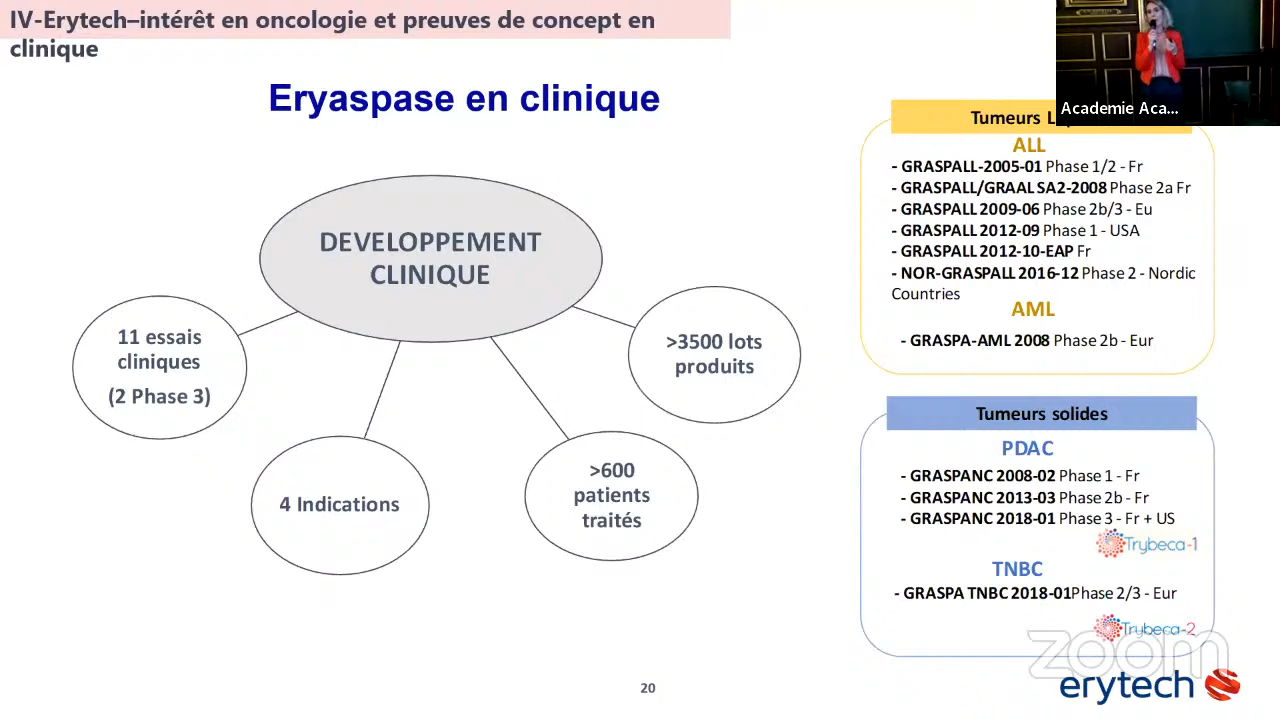 IV-Erytech–intérêt en oncologie et preuves de concept en
clinique
Eryaspase en clinique
Academie Aca...
DEVELOPPEMENT
CLINIQUE
11 essais
cliniques
(2 Phase 3)
4 Indications
>600
patients
traités
>3500 lots
produits
Tumeurs
ALL
- GRASPALL-2005-01 Phase 1/2 - Fr
- GRASPALL/GRAAL SA2-2008 Phase 2a Fr
- GRASPALL 2009-06 Phase 2b/3 - Eu
- GRASPALL 2012-09 Phase 1 - USA
- GRASPALL 2012-10-EAP Fr
- NOR-GRASPALL 2016-12 Phase 2 - Nordic
Countries
AML
- GRASPA-AML 2008 Phase 2b - Eur
Tumeurs solides
PDAC
- GRASPANC 2008-02 Phase 1 - Fr
- GRASPANC 2013-03 Phase 2b - Fr
- GRASPANC 2018-01 Phase 3 - Fr + US
Trybeca-1
TNBC
- GRASPA TNBC 2018-01Phase 2/3 - Eur
Trybeca-2
zoom
erytech
20